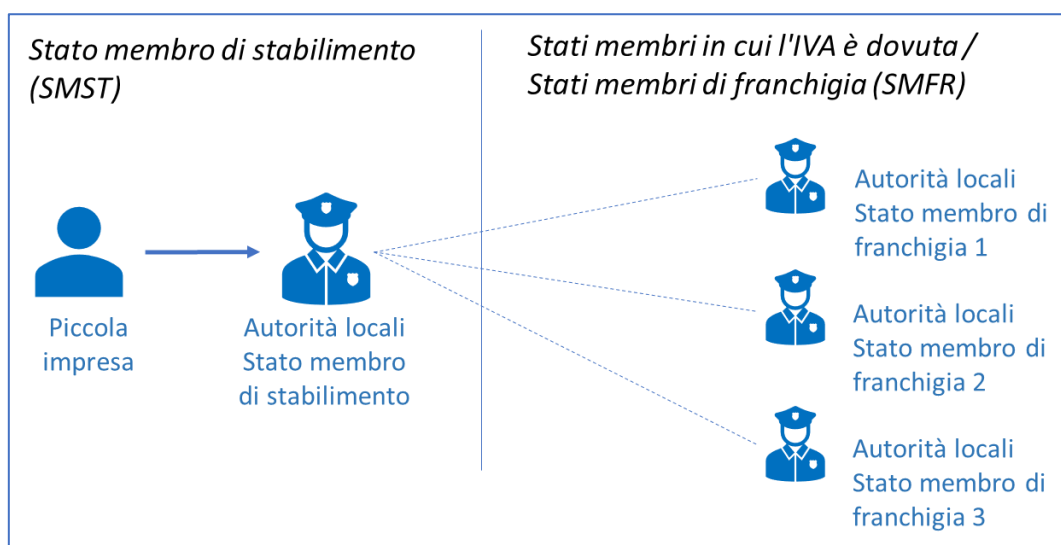 Stato membro di stabilimento
(SMST)
Stati membri in cui l'IVA è dovuta /
Stati membri di franchigia (SMFR)
Piccola
impresa
Autorità locali
Stato membro
di stabilimento
Autorità locali
Stato membro di
franchigia 1
Autorità locali
Stato membro di
franchigia 2
Autorità locali
Stato membro di
franchigia 3